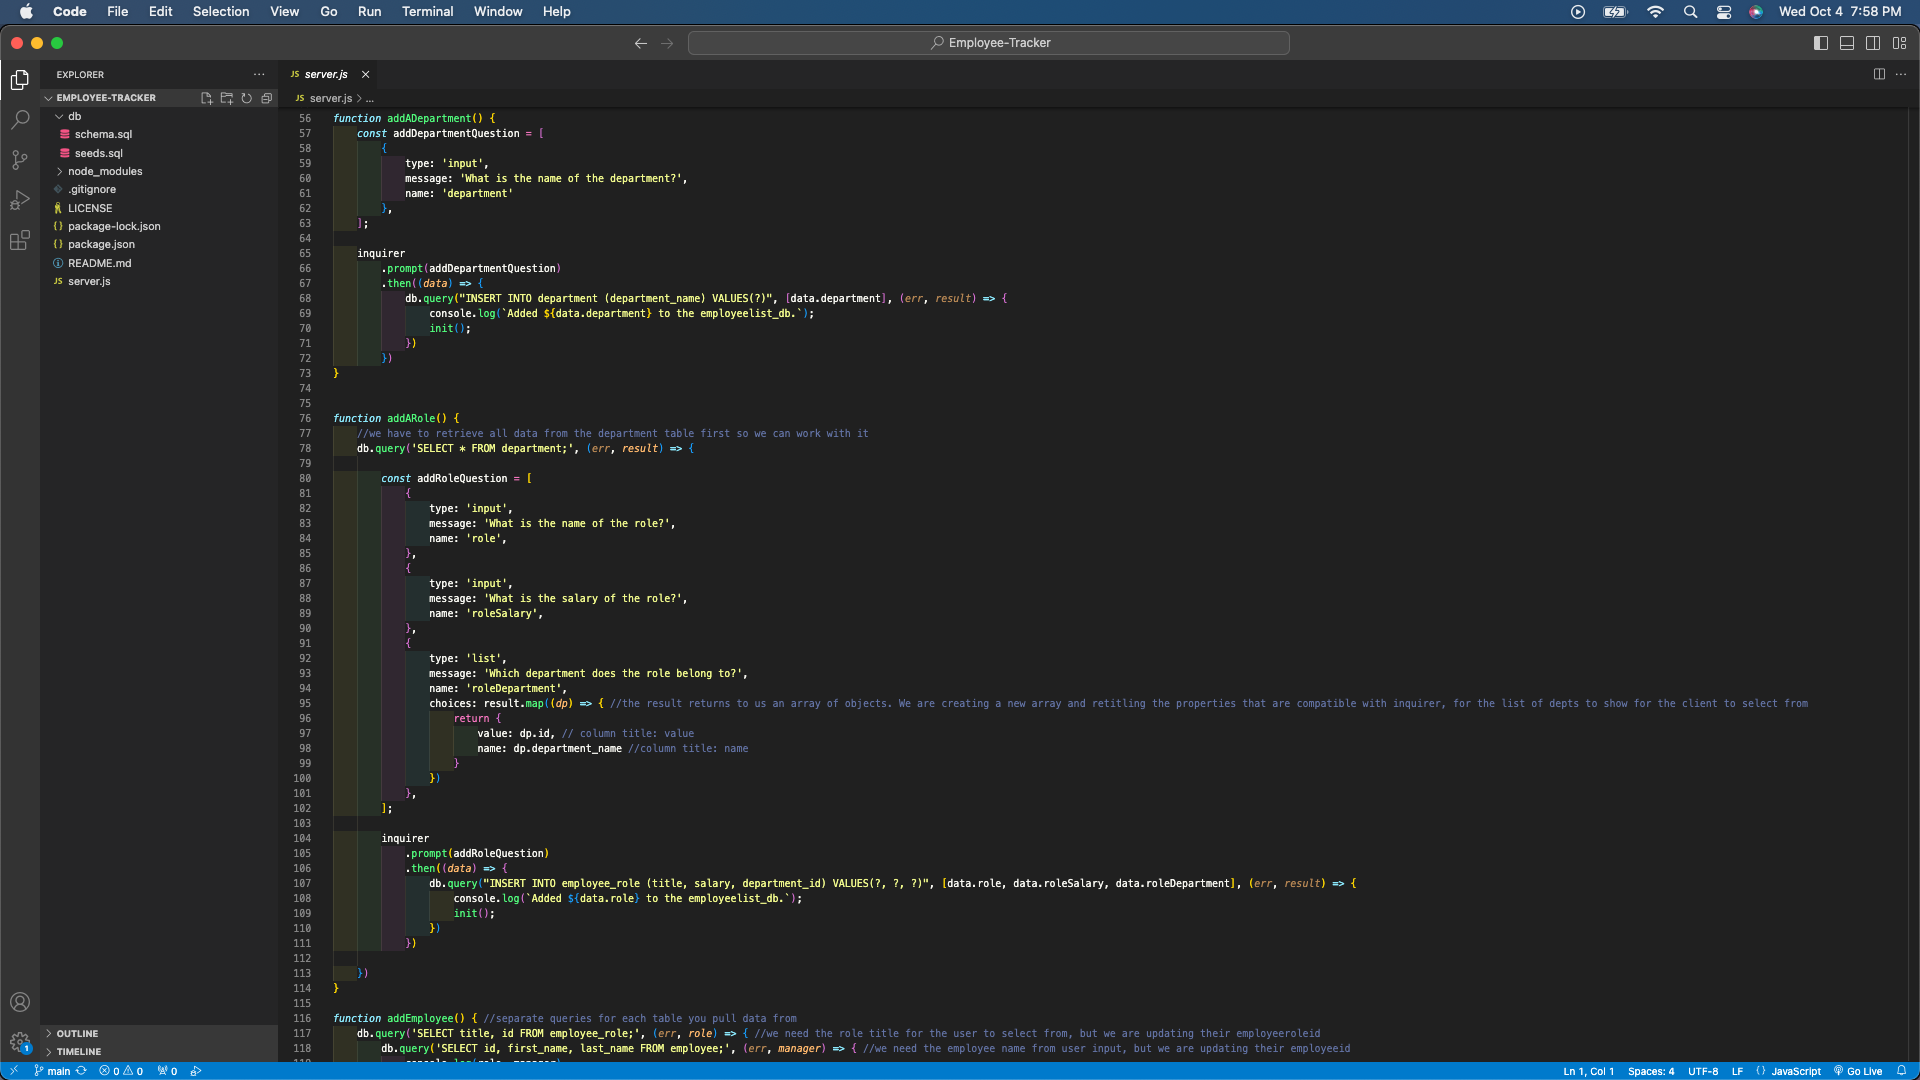 Code File Edit Selection View Go Run Terminal Window Help Wed Oct 4 7:58 PM
Employee-Tracker
EXPLORER
EMPLOYEE-TRACKER
db
schema.sql
seeds.sql
node_modules
.gitignore
LICENSE
{} package-lock.json
{} package.json
README.md
JS server.js
JS server.js
JS server.js > ...
56 function addADepartment() {
57 const addDepartmentQuestion = [
58 {
59 type: 'input',
60 message: 'What is the name of the department?',
61 name: 'department'
62 },
63 ];
64
65 inquirer
66 .prompt(addDepartmentQuestion)
67 .then((data) => {
68 db.query("INSERT INTO department (department_name) VALUES(?)", [data.department], (err, result) => {
69 console.log(`Added ${data.department} to the employeelist_db.`);
70 init();
71 })
72 })
73 }
74
75
76 function addARole() {
77 //we have to retrieve all data from the department table first so we can work with it
78 db.query('SELECT * FROM department;', (err, result) => {
79
80 const addRoleQuestion = [
81 {
82 type: 'input',
83 message: 'What is the name of the role?',
84 name: 'role',
85 },
86 {
87 type: 'input',
88 message: 'What is the salary of the role?',
89 name: 'roleSalary',
90 },
91 {
92 type: 'list',
93 message: 'Which department does the role belong to?',
94 name: 'roleDepartment',
95 choices: result.map((dp) => { //the result returns to us an array of objects. We are creating a new array and retitling the properties that are compatible with inquirer, for the list of depts to show for the client to select from
96 return {
97 value: dp.id, // column title: value
98 name: dp.department_name //column title: name
99 }
100 })
101 },
102 ];
103
104 inquirer
105 .prompt(addRoleQuestion)
106 .then((data) => {
107 db.query("INSERT INTO employee_role (title, salary, department_id) VALUES(?, ?, ?)", [data.role, data.roleSalary, data.roleDepartment], (err, result) => {
108 console.log(`Added ${data.role} to the employeelist_db.`);
109 init();
110 })
111 })
112
113 })
114 }
115
116 function addEmployee() { //separate queries for each table you pull data from
117 db.query('SELECT title, id FROM employee_role;', (err, role) => { //we need the role title for the user to select from, but we are updating their employeeroleid
118 db.query('SELECT id, first_name, last_name FROM employee;', (err, manager) => { //we need the employee name from user input, but we are updating their employeeid
OUTLINE
TIMELINE
1
main 0 0 0 Ln 1, Col 1 Spaces: 4 UTF-8 LF {} JavaScript Go Live